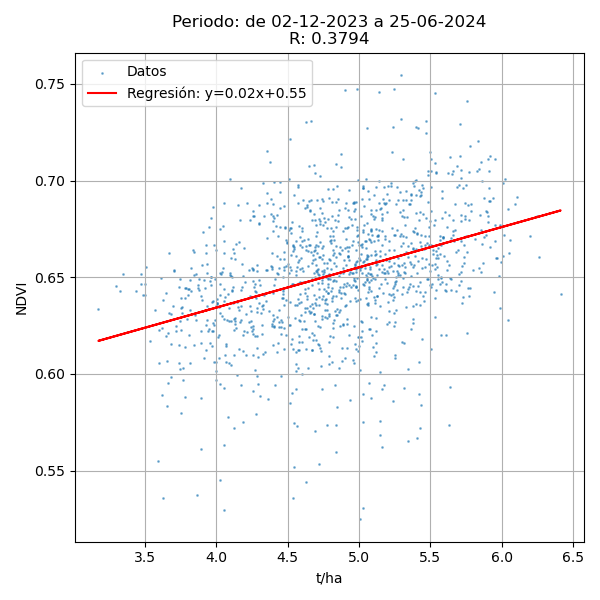 Periodo: de 02-12-2023 a 25-06-2024
R: 0.3794
Datos
Regresión: y=0.02x+0.55
0.75
0.70
0.65
0.60
0.55
NDVI
3.5 4.0 4.5 5.0 5.5 6.0 6.5
t/ha